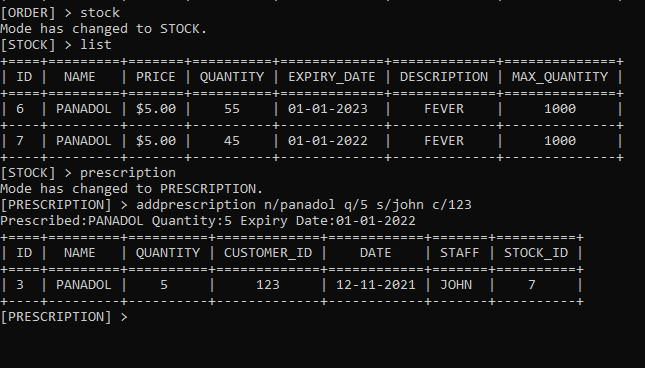 [ORDER] > stock
Mode has changed to STOCK.
[STOCK] > list
+====+=========+=======+==========+=============+=============+==============+
| ID | NAME | PRICE | QUANTITY | EXPIRY_DATE | DESCRIPTION | MAX_QUANTITY |
+====+=========+=======+==========+=============+=============+==============+
| 6 | PANADOL | $5.00 | 55 | 01-01-2023 | FEVER | 1000 |
+----+---------+-------+----------+-------------+-------------+--------------+
| 7 | PANADOL | $5.00 | 45 | 01-01-2022 | FEVER | 1000 |
+----+---------+-------+----------+-------------+-------------+--------------+
[STOCK] > prescription
Mode has changed to PRESCRIPTION.
[PRESCRIPTION] > addprescription n/panadol q/5 s/john c/123
Prescribed:PANADOL Quantity:5 Expiry Date:01-01-2022
+====+=========+==========+=============+============+=======+==========+
| ID | NAME | QUANTITY | CUSTOMER_ID | DATE | STAFF | STOCK_ID |
+====+=========+==========+=============+============+=======+==========+
| 3 | PANADOL | 5 | 123 | 12-11-2021 | JOHN | 7 |
+----+---------+----------+-------------+------------+-------+----------+
[PRESCRIPTION] >